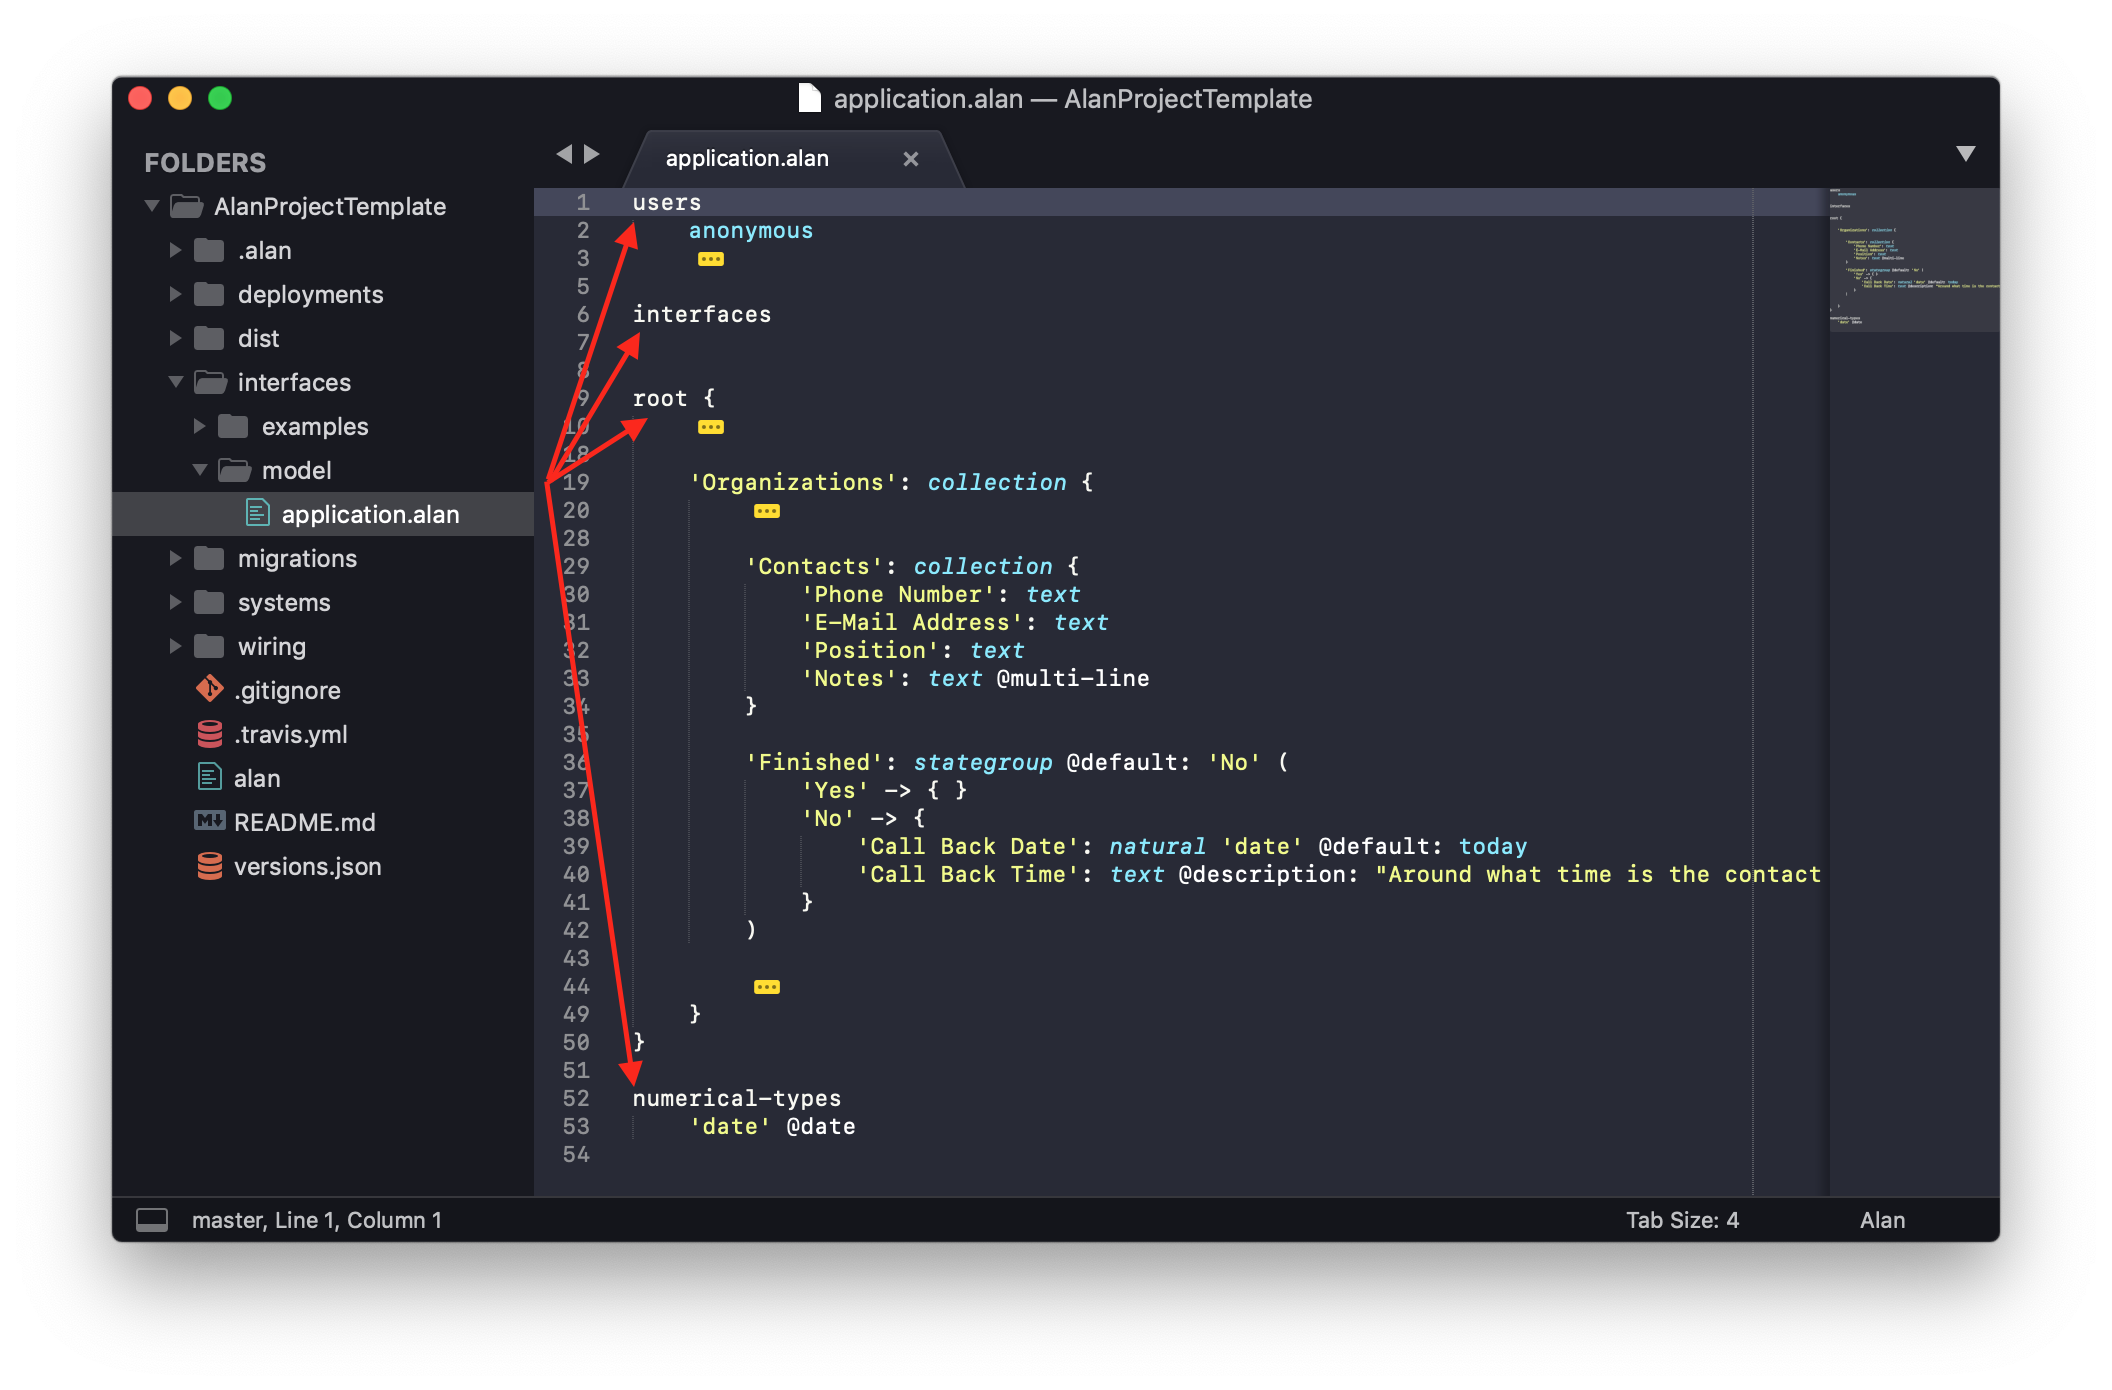 application.alan — AlanProjectTemplate
FOLDERS
AlanProjectTemplate
.alan
deployments
dist
interfaces
examples
model
application.alan
migrations
systems
wiring
.gitignore
.travis.yml
alan
README.md
versions.json
application.alan ×
1 users
2 anonymous
3
5
6 interfaces
7
8
9 root {
10
18
19 'Organizations': collection {
20
28
29 'Contacts': collection {
30 'Phone Number': text
31 'E-Mail Address': text
32 'Position': text
33 'Notes': text @multi-line
34 }
35
36 'Finished': stategroup @default: 'No' (
37 'Yes' -> { }
38 'No' -> {
39 'Call Back Date': natural 'date' @default: today
40 'Call Back Time': text @description: "Around what time is the contact
41 }
42 )
43
44
49 }
50 }
51
52 numerical-types
53 'date' @date
54
master, Line 1, Column 1
Tab Size: 4
Alan